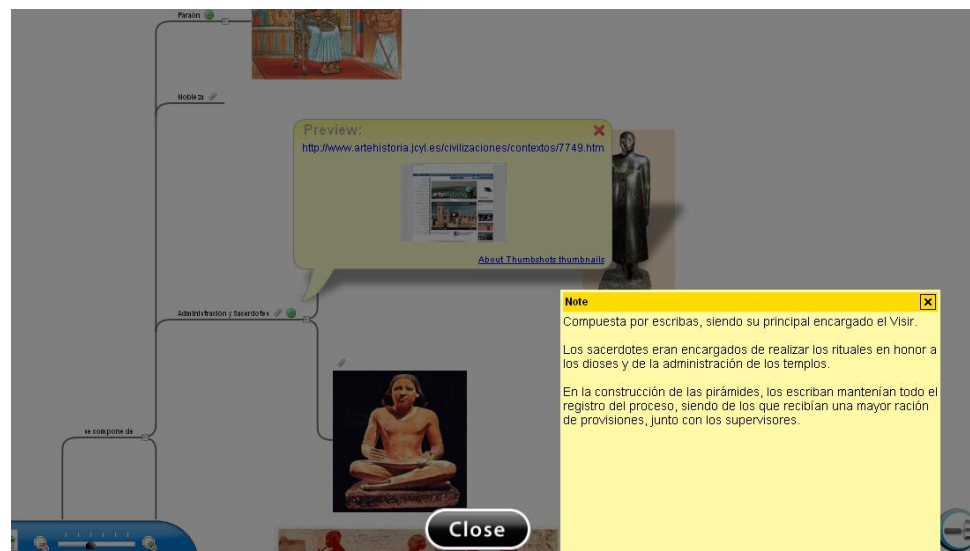 Faraón
Nobleza
Preview:
http://www.artehistoria.jcyl.es/civilizaciones/contextos/7749.htm
About Thumbshots thumbnails
Administración y Sacerdotes
Note
Compuesta por escribas, siendo su principal encargado el Visir.
Los sacerdotes eran encargados de realizar los rituales en honor a
los dioses y de la administración de los templos.
En la construcción de las pirámides, los escriban mantenían todo el
registro del proceso, siendo de los que recibían una mayor ración
de provisiones, junto con los supervisores.
se compone de
Close